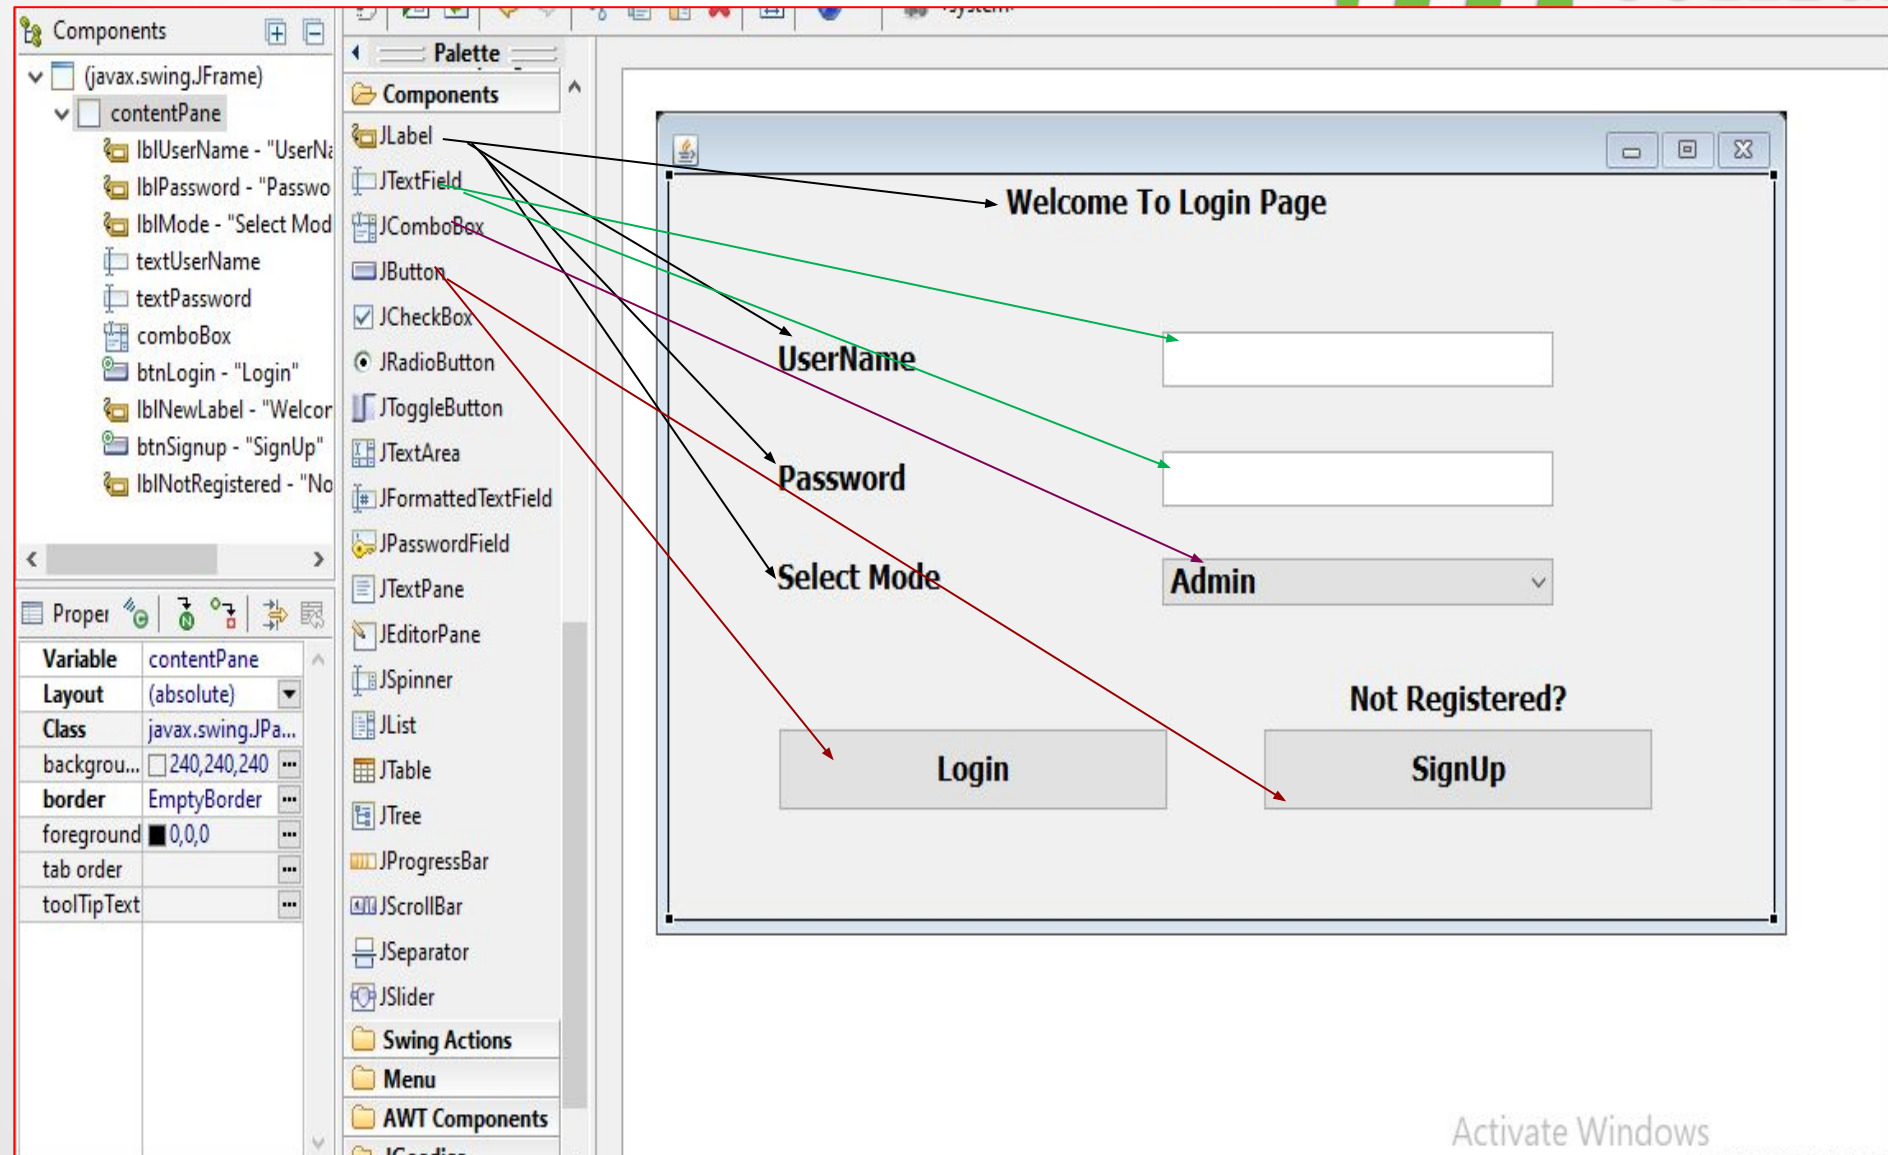 Components
(javax.swing.JFrame)
contentPane
lblUserName - "UserNa
lblPassword - "Passwo
lblMode - "Select Mod
textUserName
textPassword
comboBox
btnLogin - "Login"
lblNewLabel - "Welcor
btnSignup - "SignUp"
lblNotRegistered - "No
Proper
Variable contentPane
Layout (absolute)
Class javax.swing.JPa...
backgrou... 240,240,240
border EmptyBorder
foreground 0,0,0
tab order
toolTipText
Palette
Components
JLabel
JTextField
JComboBox
JButton
JCheckBox
JRadioButton
JToggleButton
JTextArea
JFormattedTextField
JPasswordField
JTextPane
JEditorPane
JSpinner
JList
JTable
JTree
JProgressBar
JScrollBar
JSeparator
JSlider
Swing Actions
Menu
AWT Components
Welcome To Login Page
UserName
Password
Select Mode Admin
Not Registered?
Login SignUp
Activate Windows